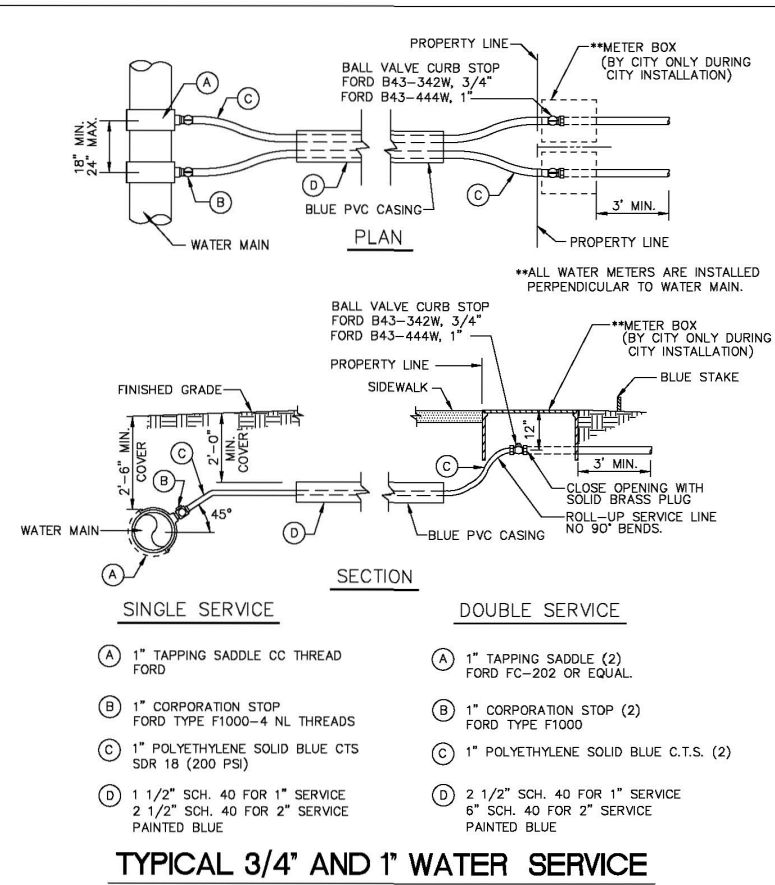 PROPERTY LINE
**METER BOX
(BY CITY ONLY DURING
CITY INSTALLATION)
BALL VALVE CURB STOP
FORD B43-342W, 3/4"
FORD B43-444W, 1"
A
C
18" MIN.
24" MAX.
B
D
BLUE PVC CASING
C
3' MIN.
WATER MAIN
PLAN
PROPERTY LINE
**ALL WATER METERS ARE INSTALLED
PERPENDICULAR TO WATER MAIN.
BALL VALVE CURB STOP
FORD B43-342W, 3/4"
FORD B43-444W, 1"
**METER BOX
(BY CITY ONLY DURING
CITY INSTALLATION)
PROPERTY LINE
BLUE STAKE
FINISHED GRADE
SIDEWALK
2'-6" MIN.
COVER
2'-0"
MIN.
COVER
12"
C
B
C
3' MIN.
45°
CLOSE OPENING WITH
SOLID BRASS PLUG
WATER MAIN
D
BLUE PVC CASING
ROLL-UP SERVICE LINE
NO 90° BENDS.
A
SECTION
SINGLE SERVICE
A 1" TAPPING SADDLE CC THREAD
FORD
B 1" CORPORATION STOP
FORD TYPE F1000-4 NL THREADS
C 1" POLYETHYLENE SOLID BLUE CTS
SDR 18 (200 PSI)
D 1 1/2" SCH. 40 FOR 1" SERVICE
2 1/2" SCH. 40 FOR 2" SERVICE
PAINTED BLUE
DOUBLE SERVICE
A 1" TAPPING SADDLE (2)
FORD FC-202 OR EQUAL.
B 1" CORPORATION STOP (2)
FORD TYPE F1000
C 1" POLYETHYLENE SOLID BLUE C.T.S. (2)
D 2 1/2" SCH. 40 FOR 1" SERVICE
6" SCH. 40 FOR 2" SERVICE
PAINTED BLUE
TYPICAL 3/4" AND 1" WATER SERVICE